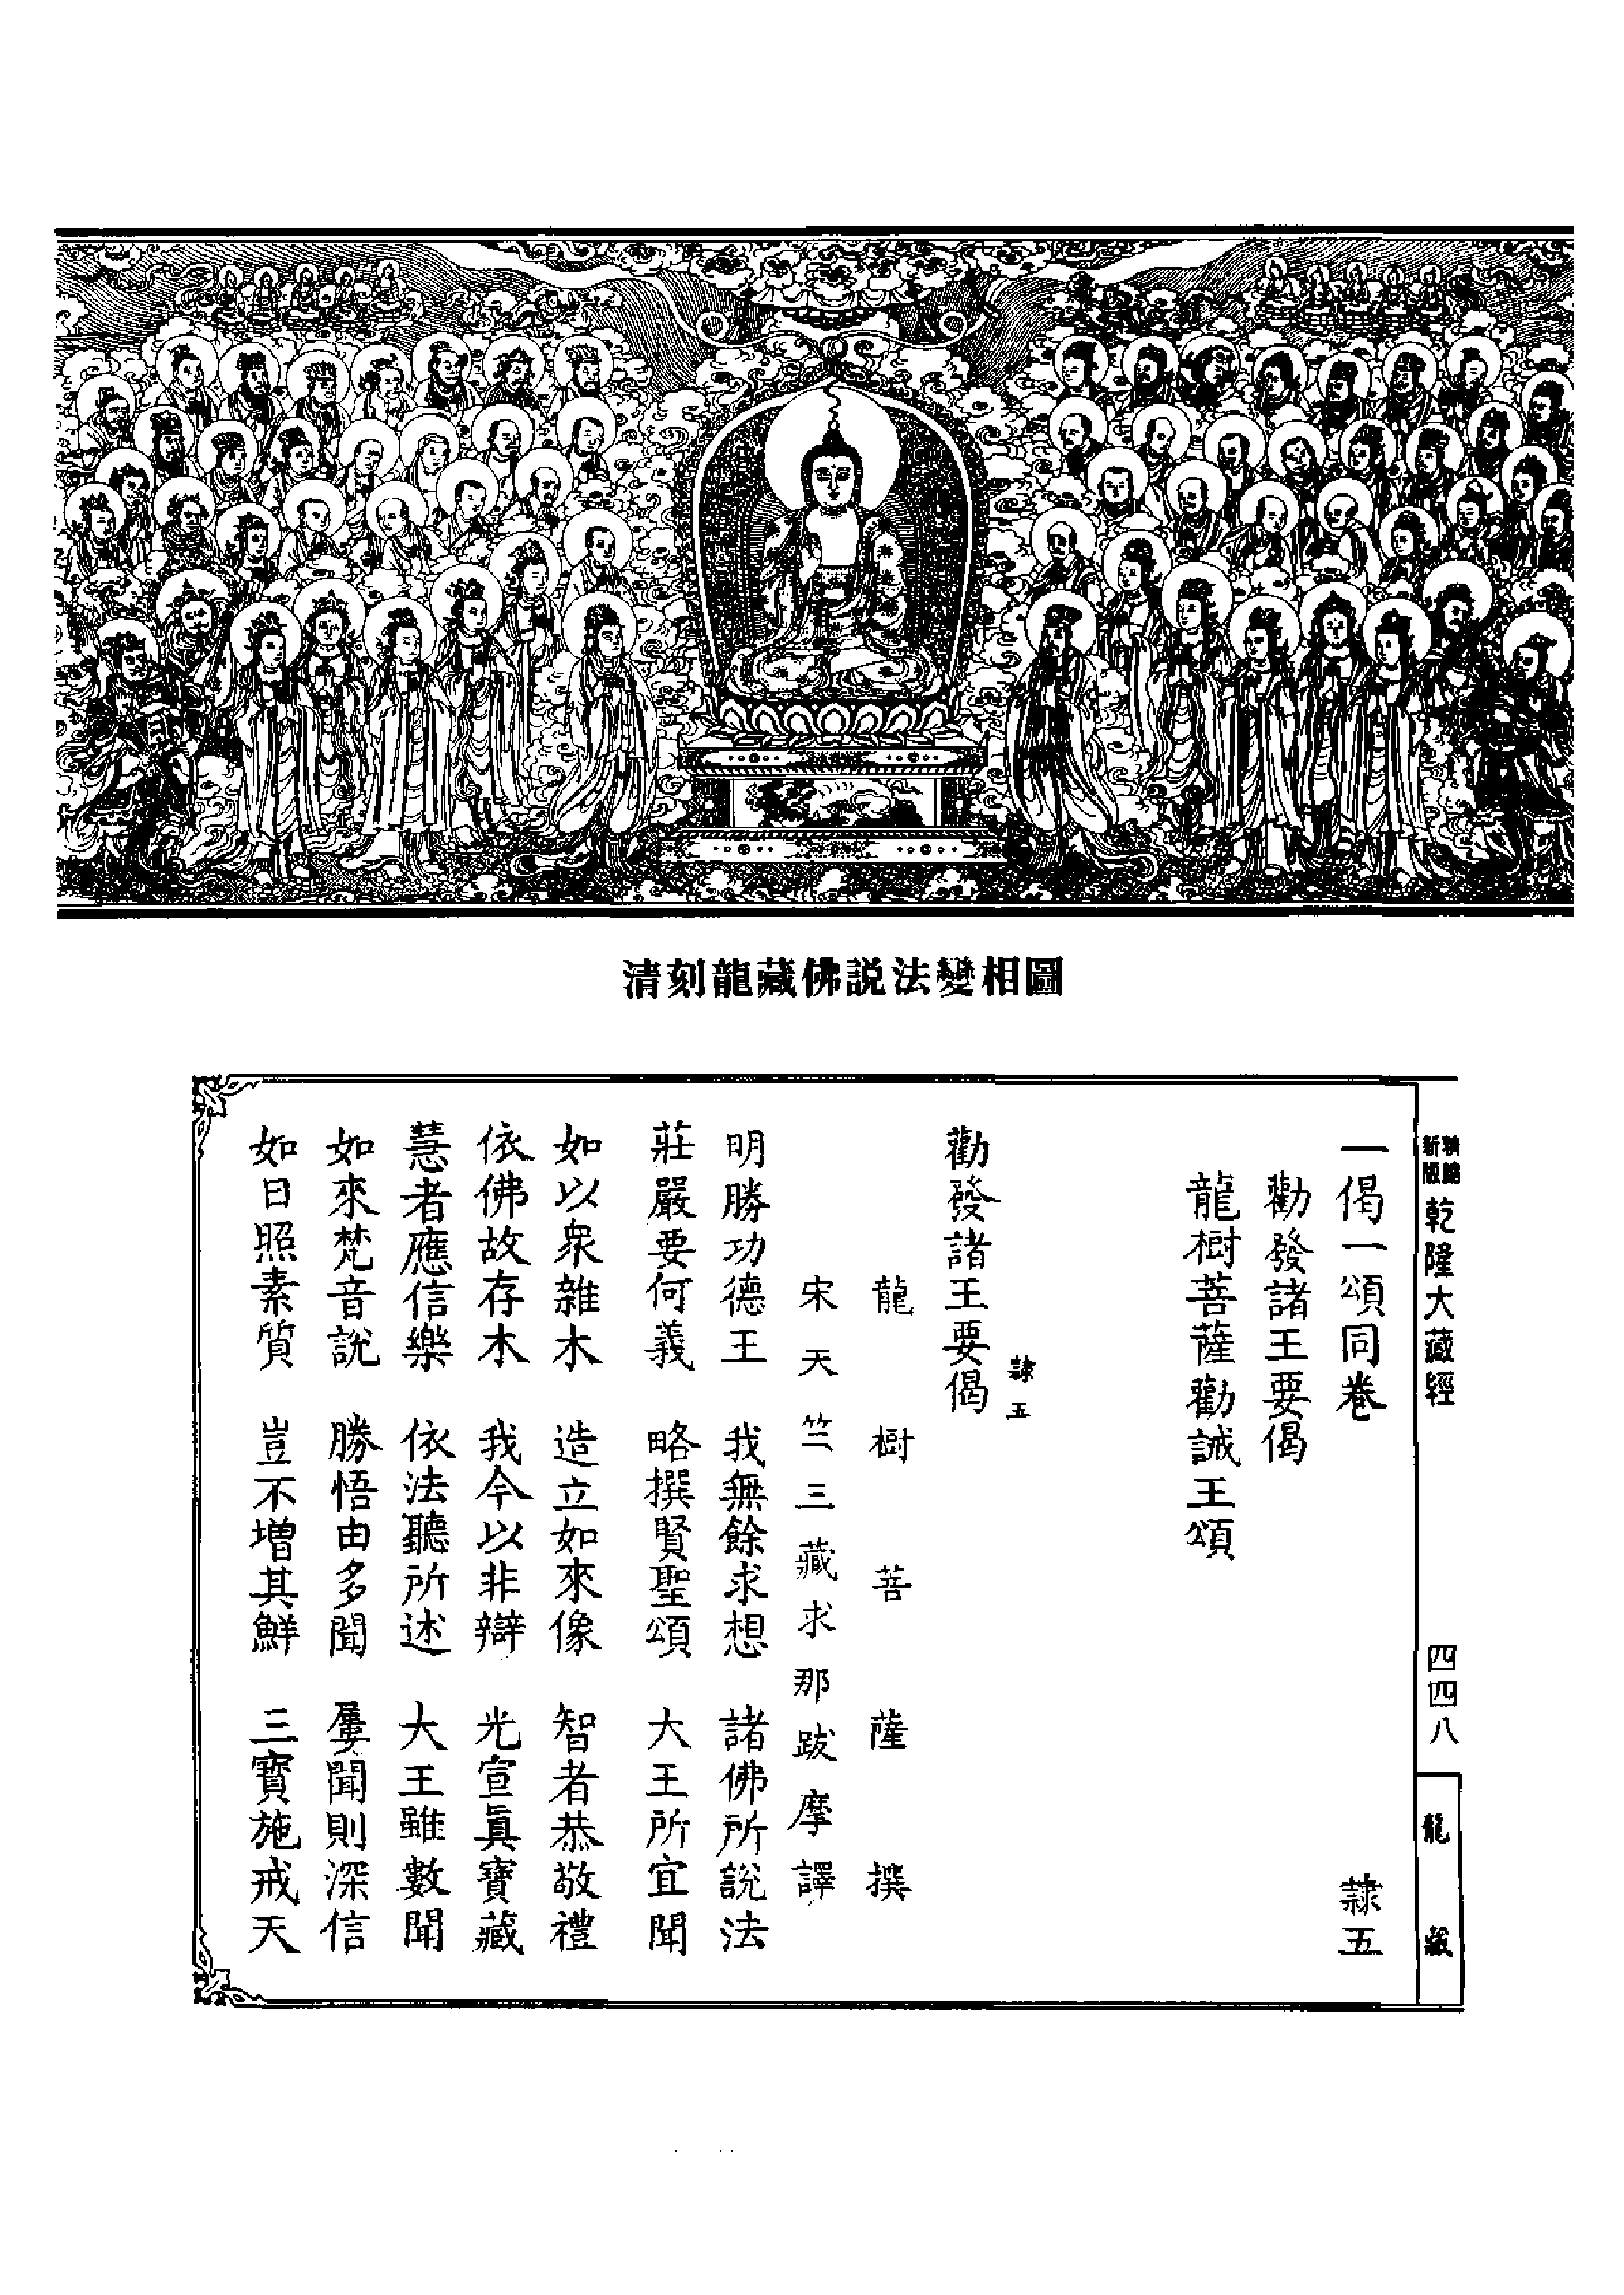 清刻龍藏佛説法變相圖
新版
精縮
乾隆大藏經
四四八
龍藏
一偈一頌同卷
隸五
勸發諸王要偈
龍樹菩薩勸誡王頌
隸五
勸發諸王要偈
龍樹菩薩撰
宋天竺三藏求那跋摩譯
明勝功德王 我無餘求想 諸佛所說法
莊嚴要何義 略撰賢聖頌 大王所宜聞
如以衆雜木 造立如來像 智者恭敬禮
依佛故存木 我今以非辯 光宣眞寶藏
慧者應信樂 依法聽所述 大王雖數聞
如來梵音說 勝悟由多聞 屢聞則深信
如日照素質 豈不增其鮮 三寶施戒天